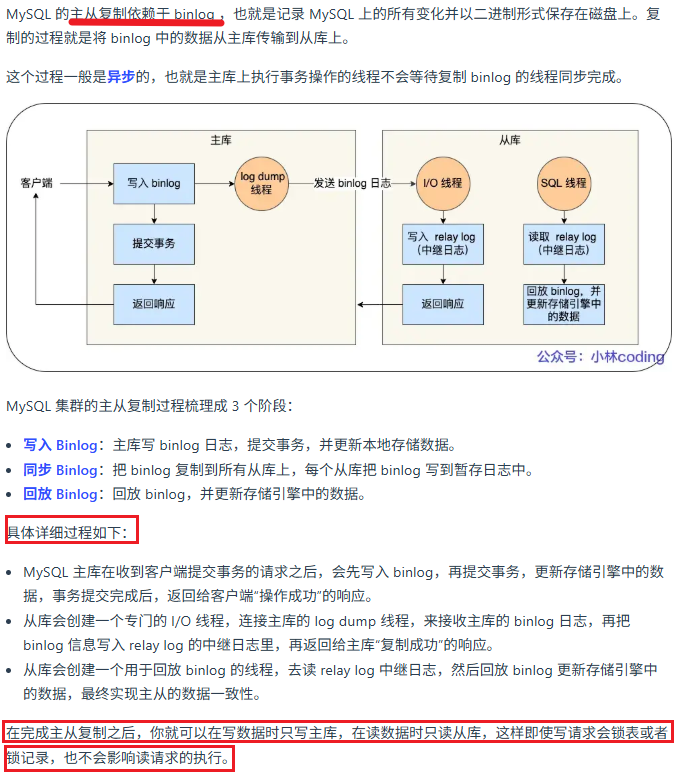 MySQL 的主从复制依赖于 binlog ，也就是记录 MySQL 上的所有变化并以二进制形式保存在磁盘上。复
制的过程就是将 binlog 中的数据从主库传输到从库上。
这个过程一般是异步的，也就是主库上执行事务操作的线程不会等待复制 binlog 的线程同步完成。
主库
从库
客户端
写入 binlog
log dump
线程
发送 binlog 日志
I/O 线程
SQL 线程
提交事务
写入 relay log
（中继日志）
读取 relay log
（中继日志）
返回响应
返回响应
回放 binlog，并
更新存储引擎中
的数据
公众号：小林coding
MySQL 集群的主从复制过程梳理成 3 个阶段：
写入 Binlog：主库写 binlog 日志，提交事务，并更新本地存储数据。
同步 Binlog：把 binlog 复制到所有从库上，每个从库把 binlog 写到暂存日志中。
回放 Binlog：回放 binlog，并更新存储引擎中的数据。
具体详细过程如下：
MySQL 主库在收到客户端提交事务的请求之后，会先写入 binlog，再提交事务，更新存储引擎中的数
据，事务提交完成后，返回给客户端“操作成功”的响应。
从库会创建一个专门的 I/O 线程，连接主库的 log dump 线程，来接收主库的 binlog 日志，再把
binlog 信息写入 relay log 的中继日志里，再返回给主库“复制成功”的响应。
从库会创建一个用于回放 binlog 的线程，去读 relay log 中继日志，然后回放 binlog 更新存储引擎中
的数据，最终实现主从的数据一致性。
在完成主从复制之后，你就可以在写数据时只写主库，在读数据时只读从库，这样即使写请求会锁表或者
锁记录，也不会影响读请求的执行。